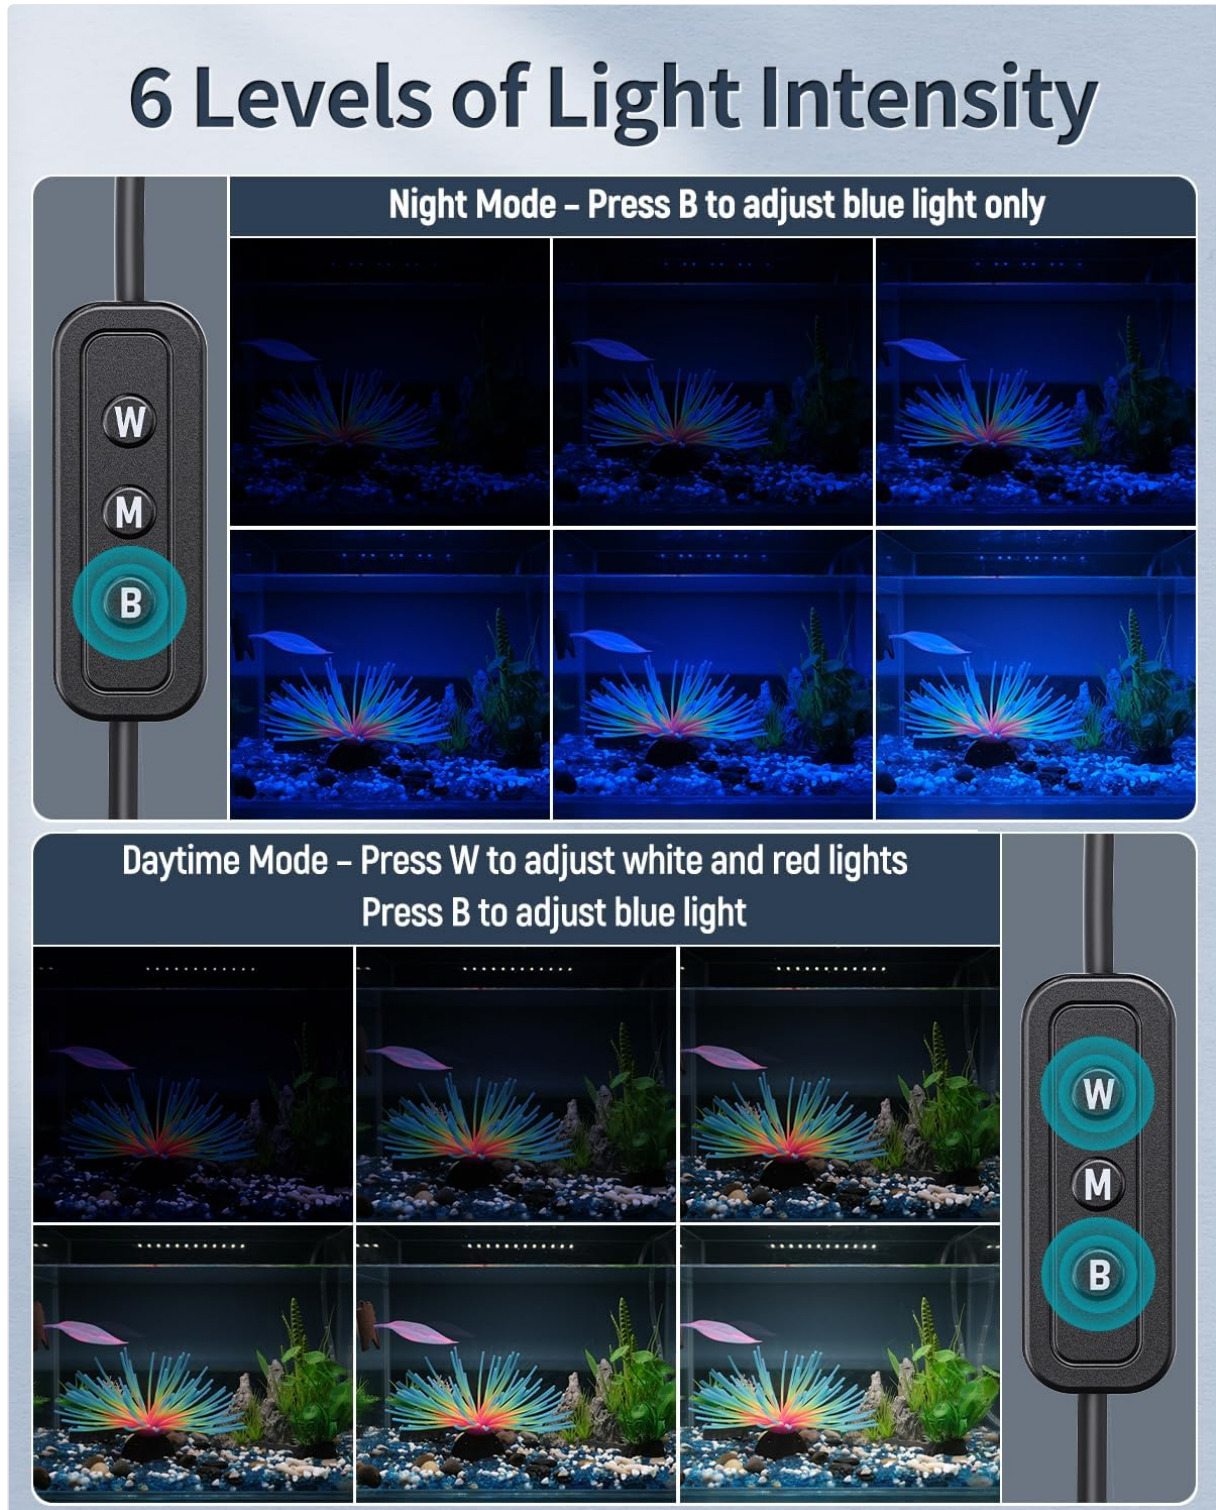 6 Levels of Light Intensity
Night Mode – Press B to adjust blue light only
W
M
B
Daytime Mode – Press W to adjust white and red lights
Press B to adjust blue light
W
M
B